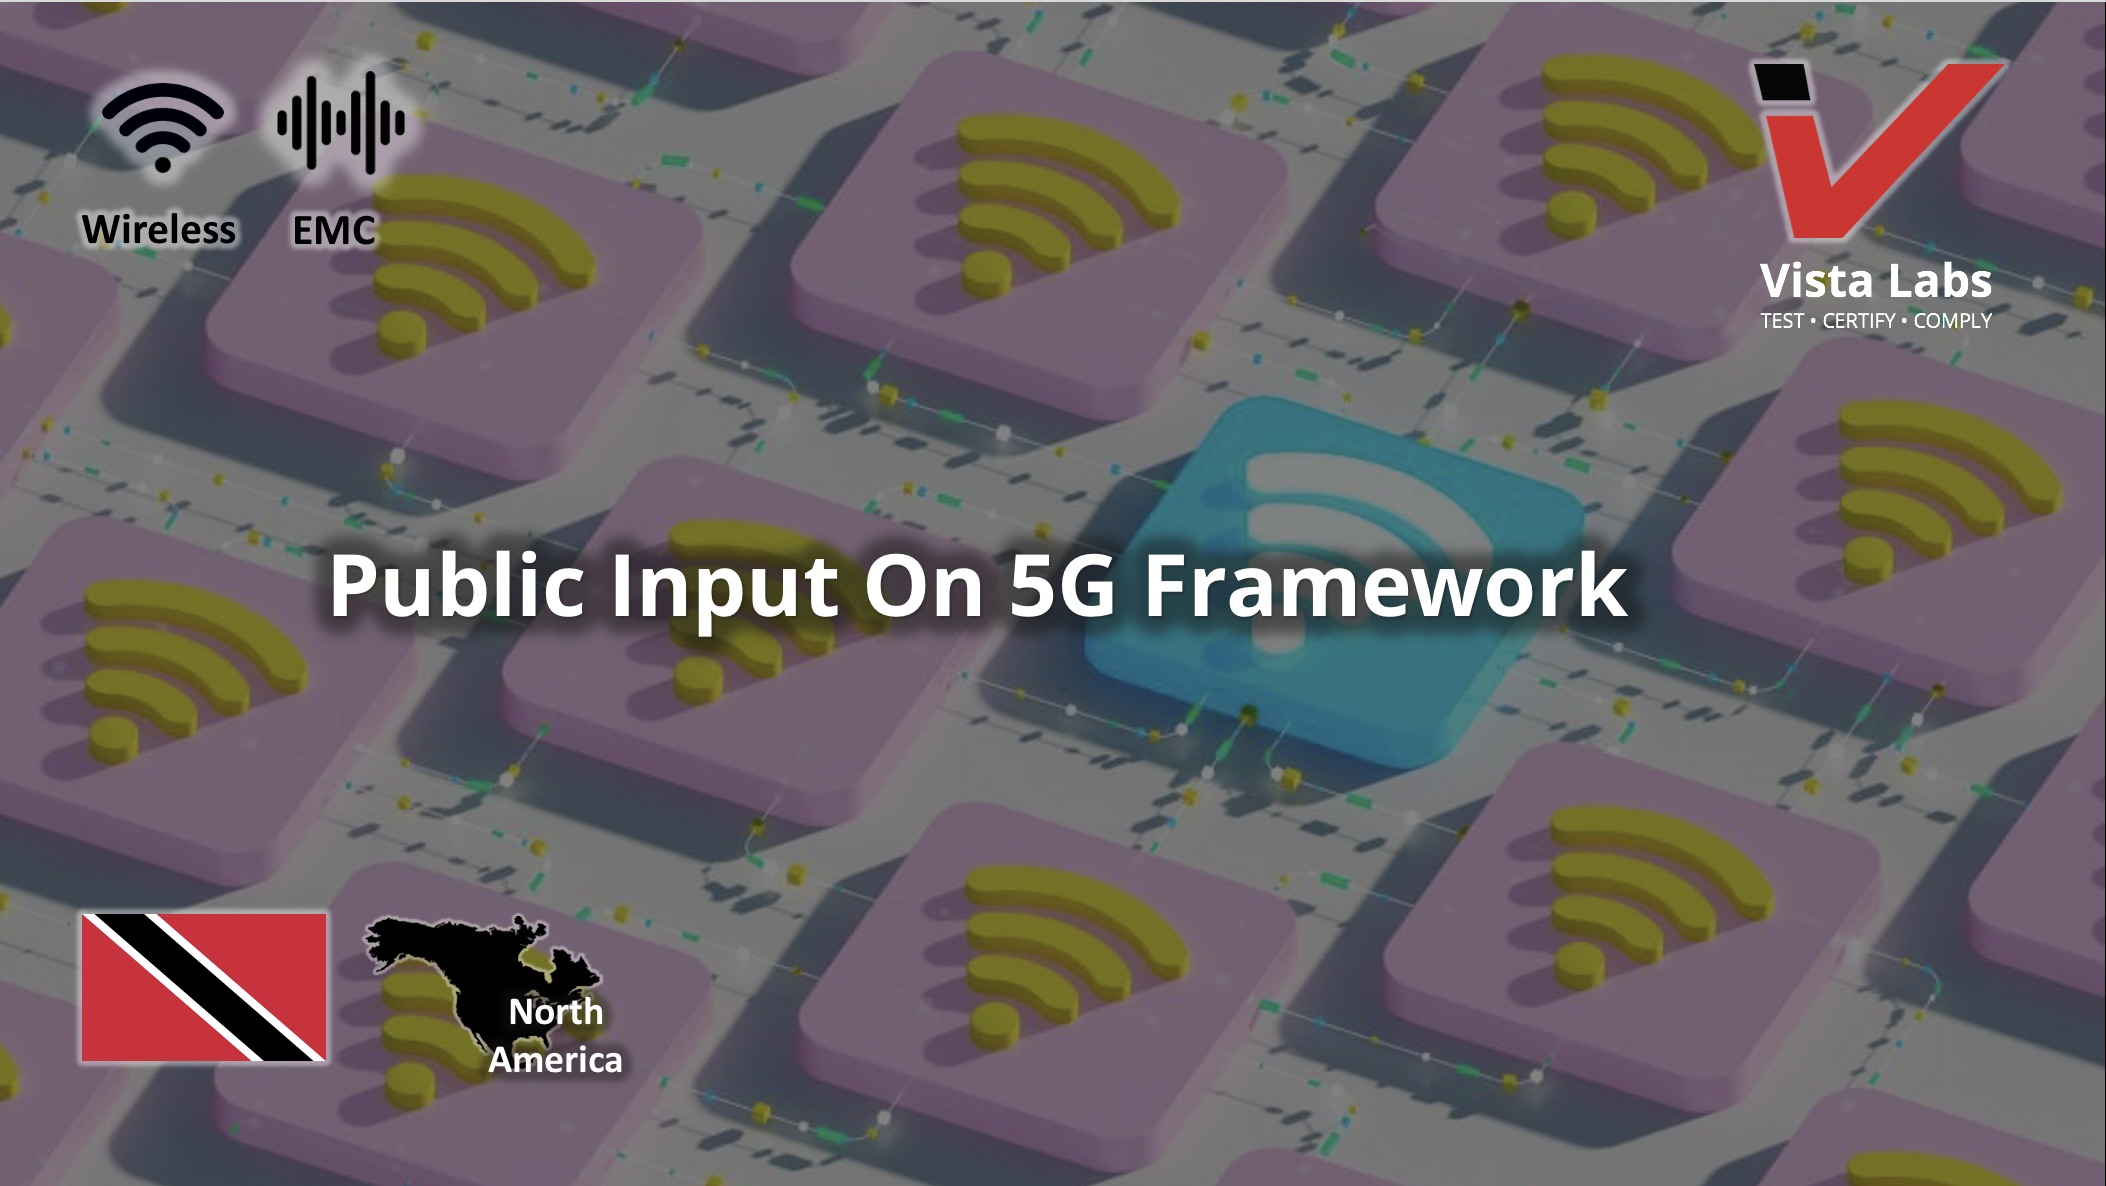 Wireless
EMC
Vista Labs
TEST • CERTIFY • COMPLY
Public Input On 5G Framework
North
America